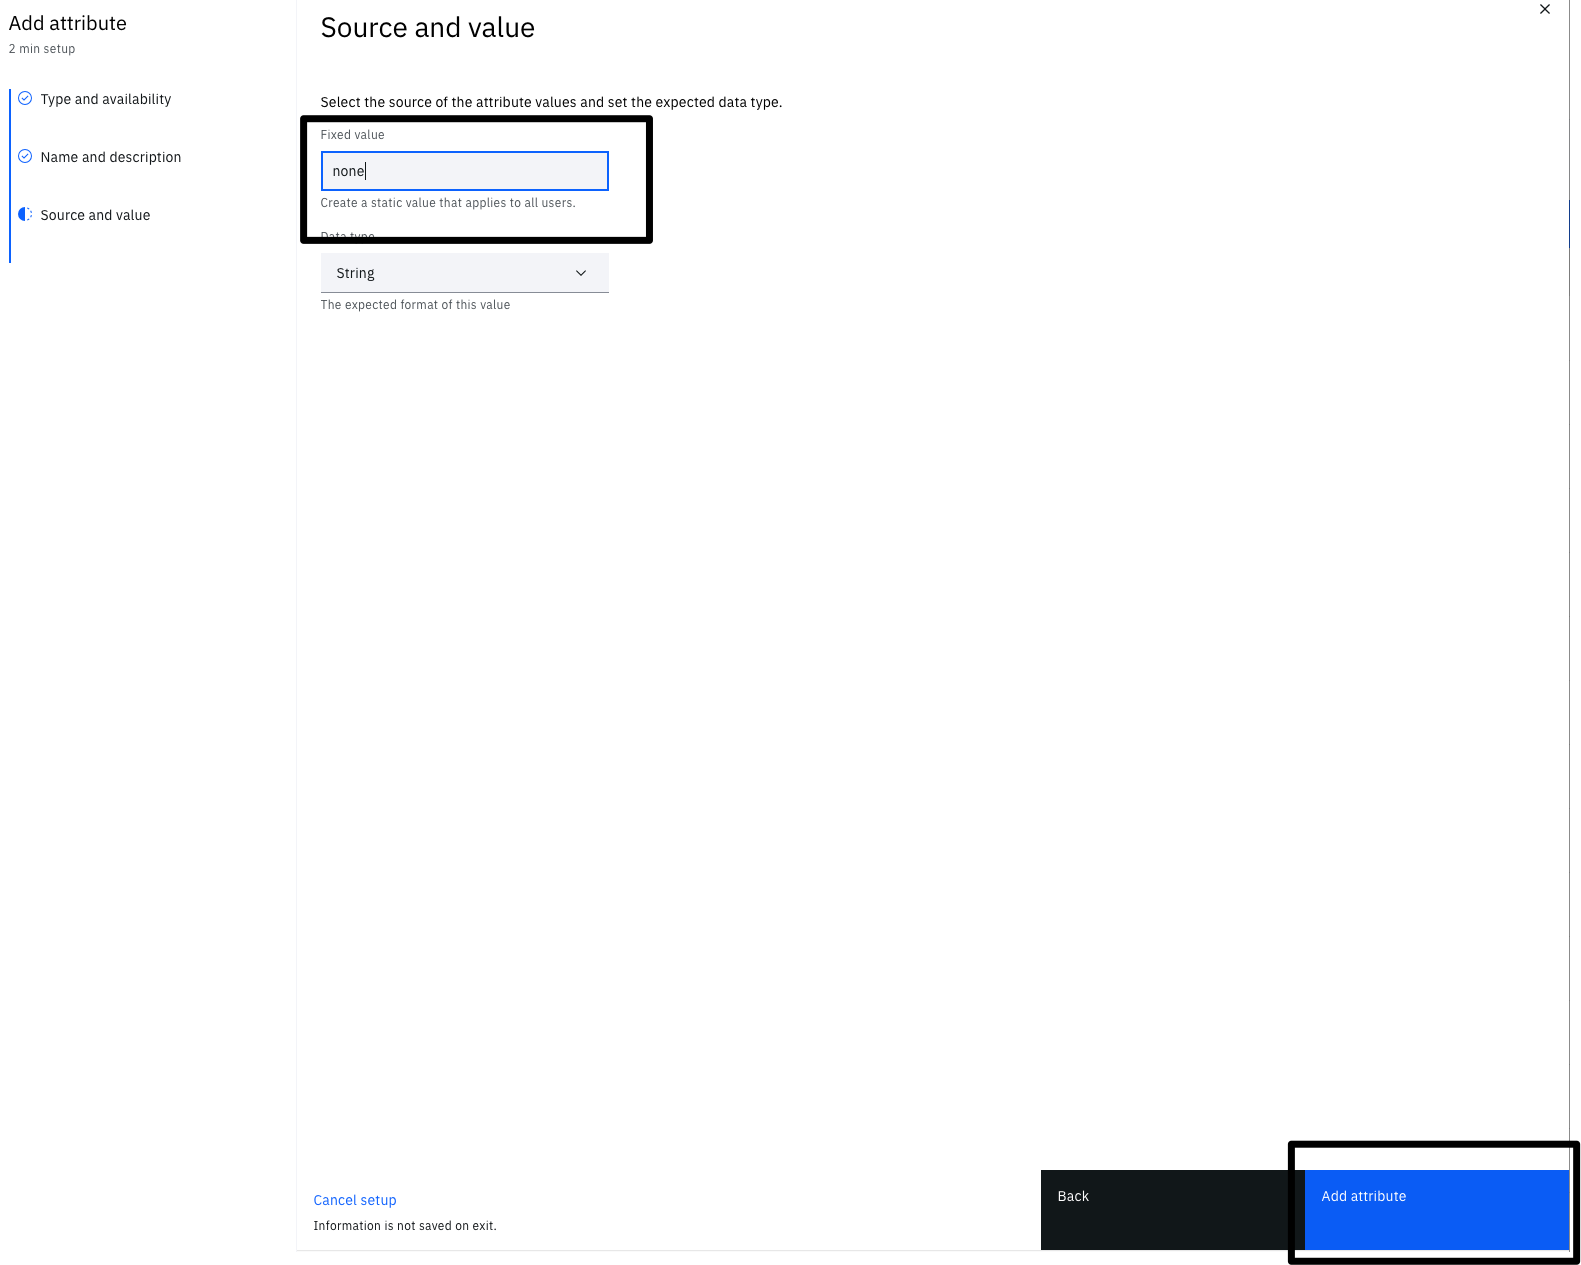 Add attribute
2 min setup
Type and availability
Name and description
Source and value
Source and value
Select the source of the attribute values and set the expected data type.
Fixed value
none
Create a static value that applies to all users.
Data type
String
The expected format of this value
Cancel setup
Information is not saved on exit.
Back
Add attribute